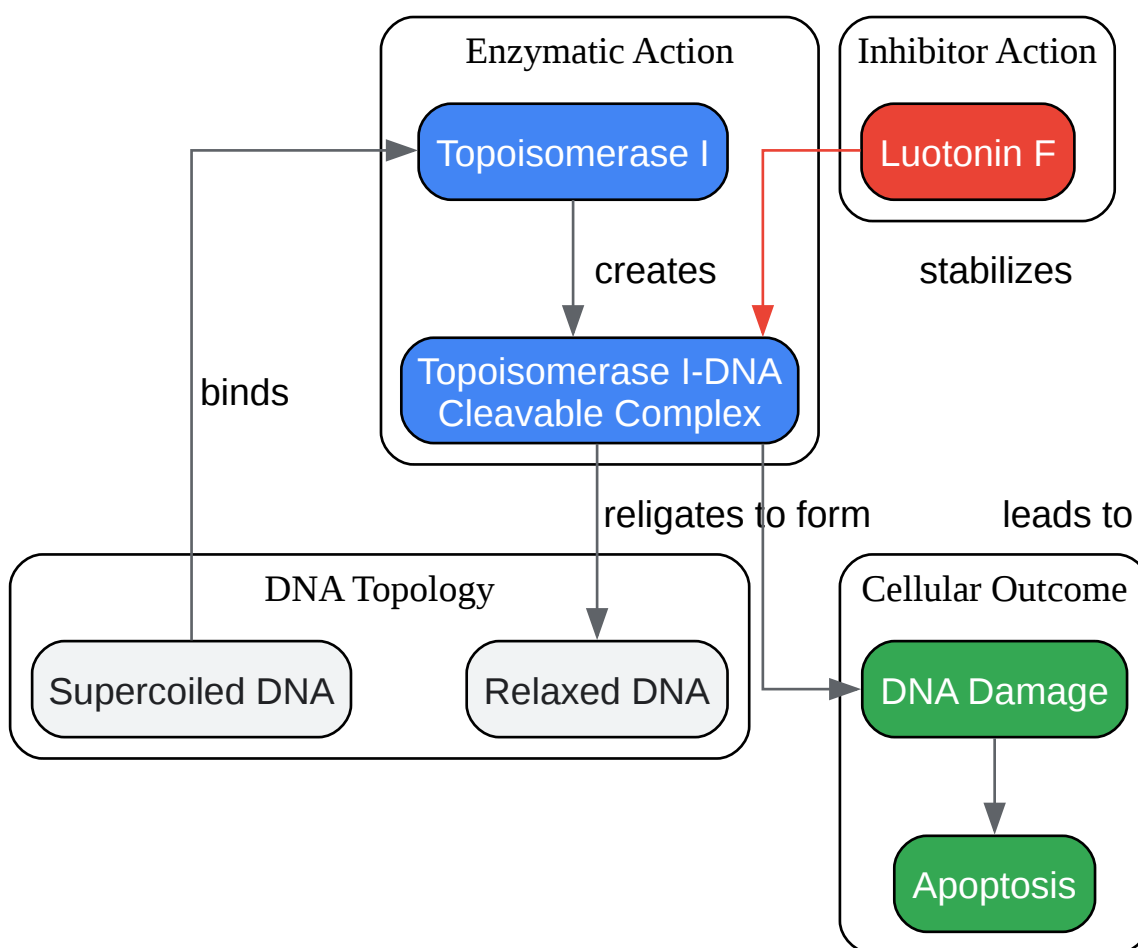 Enzymatic Action
Inhibitor Action
Topoisomerase I
Luotonin F
creates
stabilizes
Topoisomerase I-DNA
Cleavable Complex
binds
religates to form
leads to
DNA Topology
Cellular Outcome
Supercoiled DNA
Relaxed DNA
DNA Damage
Apoptosis